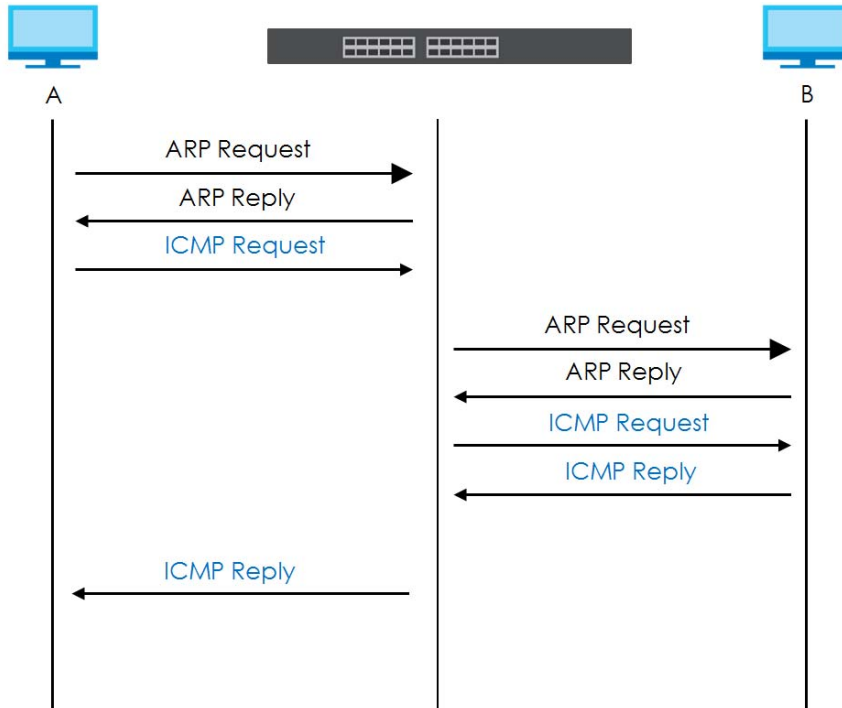 A
B
ARP Request
ARP Reply
ICMP Request
ARP Request
ARP Reply
ICMP Request
ICMP Reply
ICMP Reply